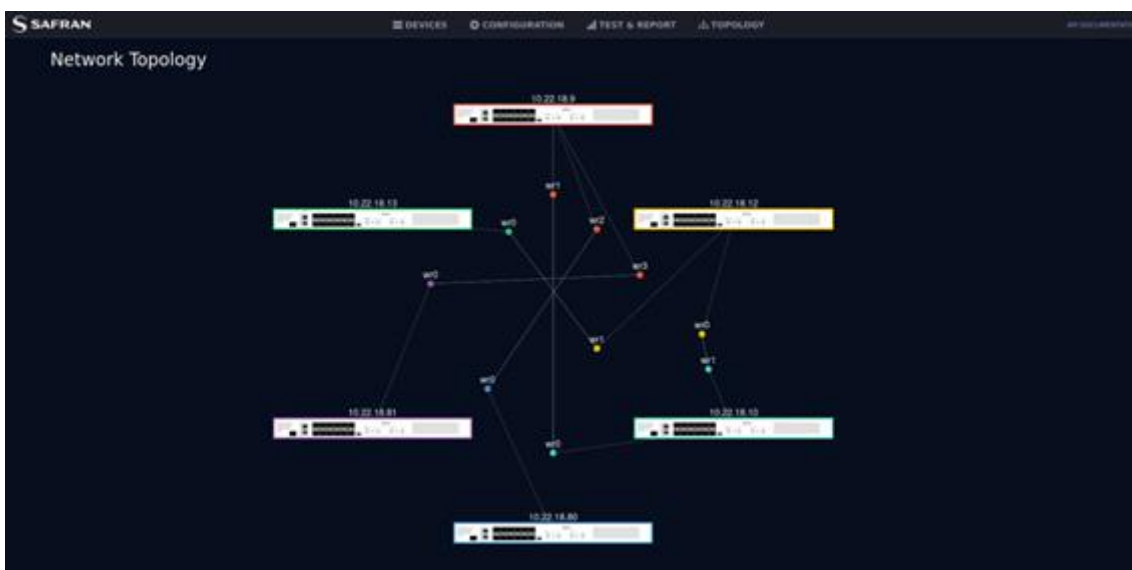 SAFRAN
DEVICES CONFIGURATION TEST & REPORT TOPOLOGY API DOCUMENTATION
Network Topology
10.22.18.9
wr1
10.22.18.13
10.22.18.12
wr0
wr2
wr0
wr3
wr0
wr1
wr1
wr0
10.22.18.81
10.22.18.10
wr0
10.22.18.80